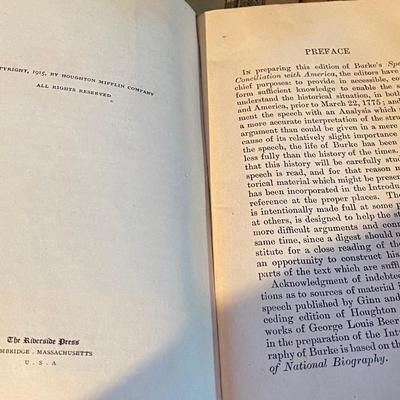 PYRIGHT, 1915, BY HOUGHTON MIFFLIN COMPANY
ALL RIGHTS RESERVED
The Riverside Press
MBRIDGE . MASSACHUSETTS
U . S . A
PREFACE
IN preparing this edition of Burke's Spe
Conciliation with America, the editors have
chief purposes: to provide in accessible, co
form sufficient knowledge to enable the s
understand the historical situation, in both
and America, prior to March 22, 1775; and
ment the speech with an Analysis which
a more accurate interpretation of the stru
argument than could be given in a mere
cause of its relatively slight importance
the speech, the life of Burke has been
less fully than the history of the times.
that this history will be carefully studi
speech is read, and for that reason m
torical material which might be presen
has been incorporated in the Introdu
reference at the proper places. The
is intentionally made full at some p
at others, is designed to help the st
more difficult arguments and conn
same time, since a digest should n
stitute for a close reading of the
an opportunity to construct his
parts of the text which are suffi
Acknowledgment of indebted
tions as to sources of material i
speech published by Ginn and
ceding edition of Houghton
works of George Louis Beer
in the preparation of the Int
raphy of Burke is based on th
of National Biography.